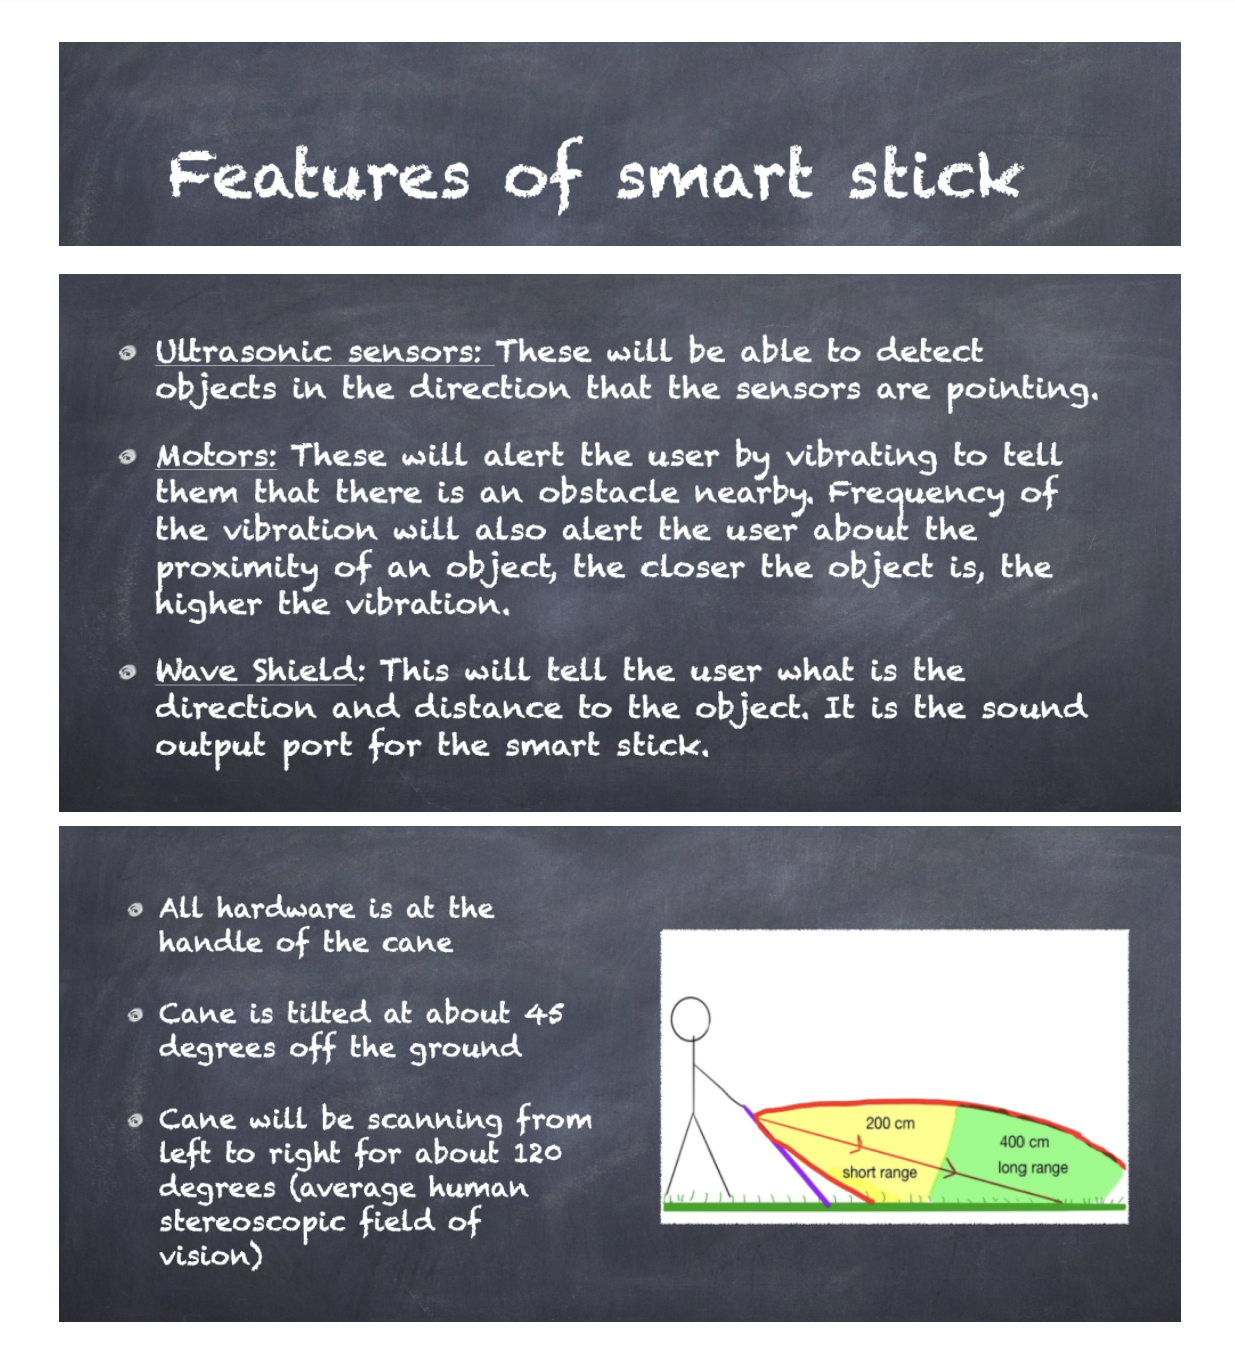 Features of smart stick
Ultrasonic sensors: These will be able to detect
objects in the direction that the sensors are pointing.
Motors: These will alert the user by vibrating to tell
them that there is an obstacle nearby. Frequency of
the vibration will also alert the user about the
proximity of an object, the closer the object is, the
higher the vibration.
Wave Shield: This will tell the user what is the
direction and distance to the object. It is the sound
output port for the smart stick.
All hardware is at the
handle of the cane
Cane is tilted at about 45
degrees off the ground
Cane will be scanning from
left to right for about 120
degrees (average human
stereoscopic field of
vision)
200 cm
short range
400 cm
long range